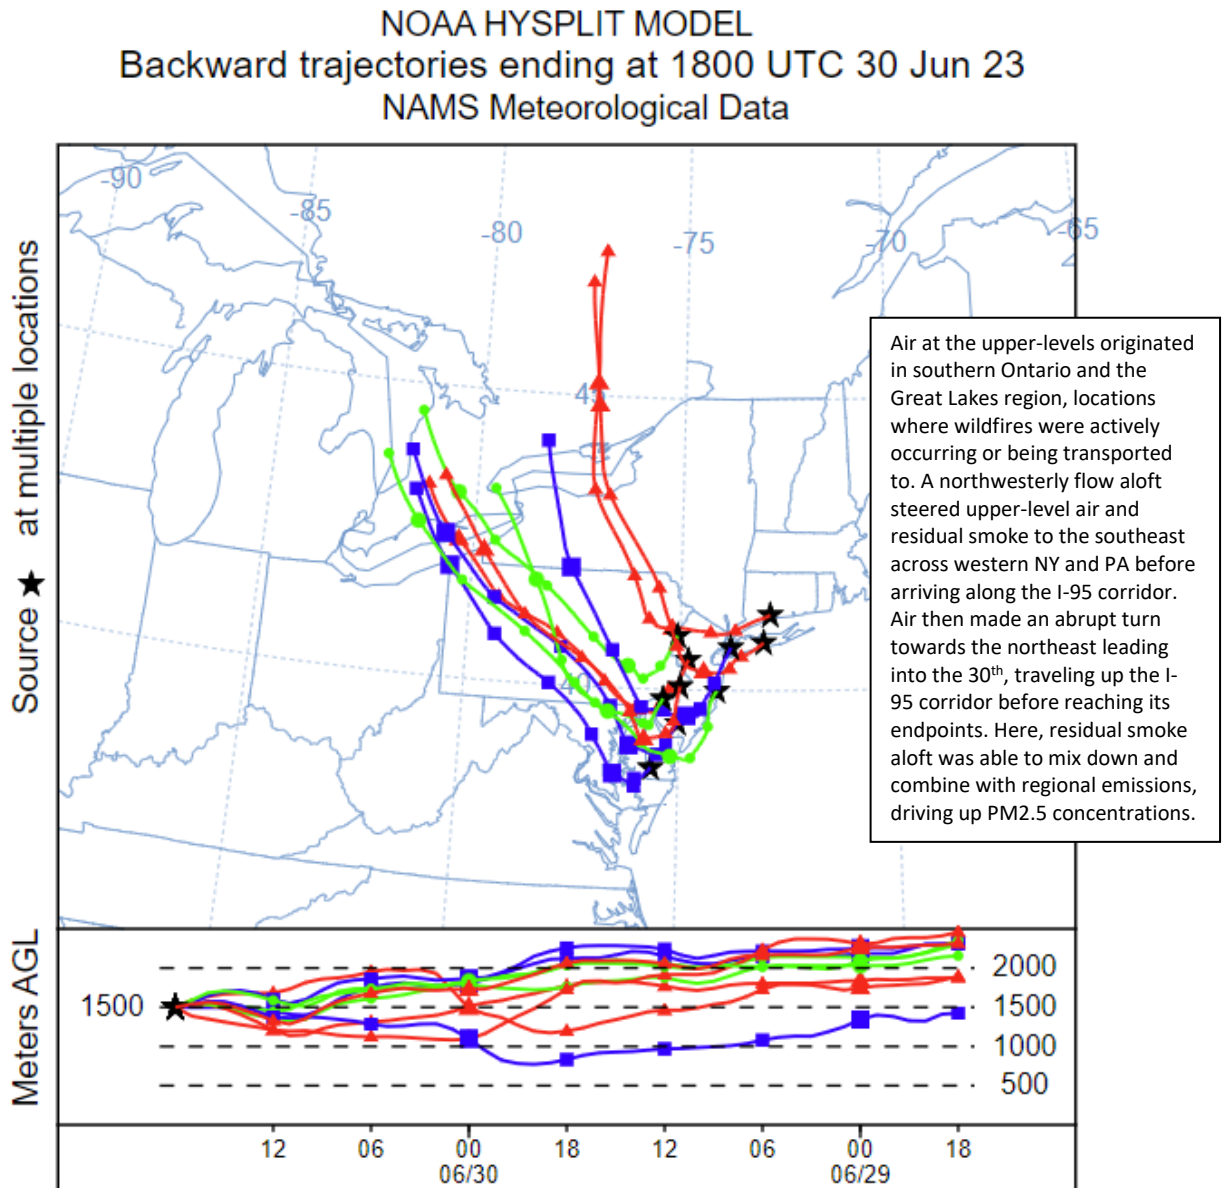 NOAA HYSPLIT MODEL
Backward trajectories ending at 1800 UTC 30 Jun 23
NAMS Meteorological Data
Source ★ at multiple locations
-90
-85
-80
-75
-70
-65
45
40
Air at the upper-levels originated
in southern Ontario and the
Great Lakes region, locations
where wildfires were actively
occurring or being transported
to. A northwesterly flow aloft
steered upper-level air and
residual smoke to the southeast
across western NY and PA before
arriving along the I-95 corridor.
Air then made an abrupt turn
towards the northeast leading
into the 30th, traveling up the I-
95 corridor before reaching its
endpoints. Here, residual smoke
aloft was able to mix down and
combine with regional emissions,
driving up PM2.5 concentrations.
Meters AGL
1500
2000
1500
1000
500
12 06 00 18 12 06 00 18
06/30 06/29